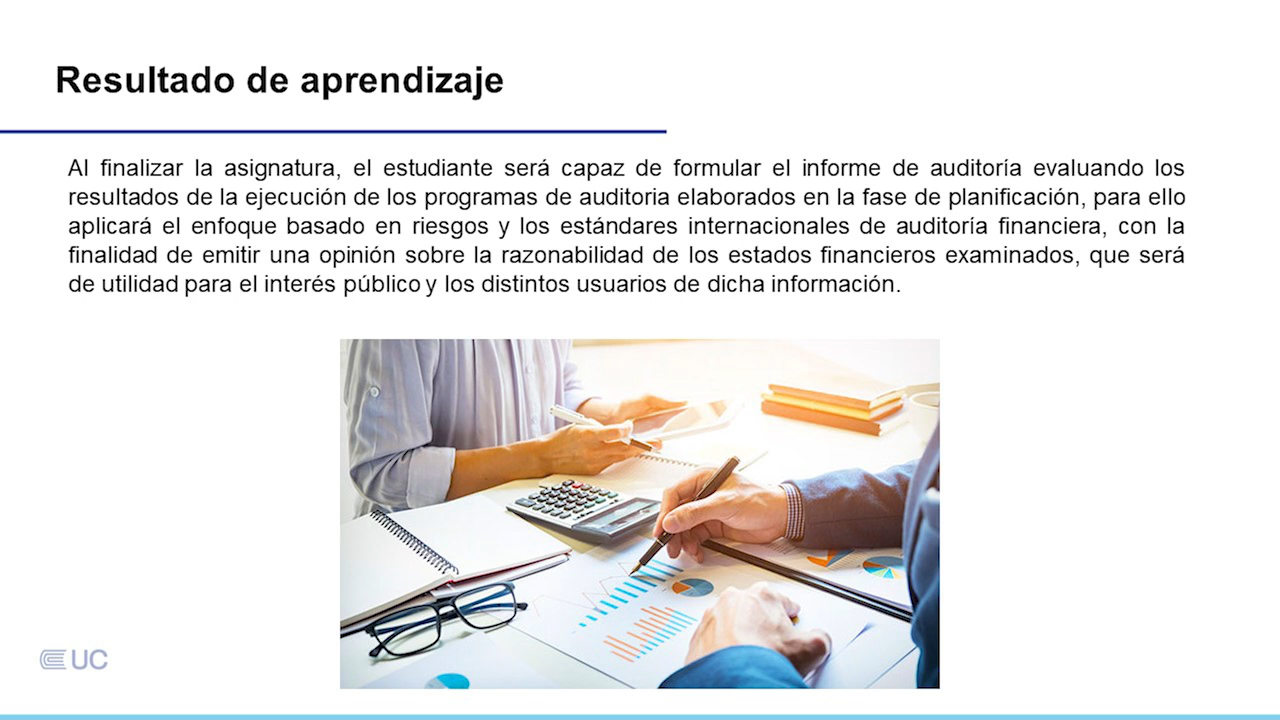 Resultado de aprendizaje
Al finalizar la asignatura, el estudiante será capaz de formular el informe de auditoría evaluando los
resultados de la ejecución de los programas de auditoria elaborados en la fase de planificación, para ello
aplicará el enfoque basado en riesgos y los estándares internacionales de auditoría financiera, con la
finalidad de emitir una opinión sobre la razonabilidad de los estados financieros examinados, que será
de utilidad para el interés público y los distintos usuarios de dicha información.
UC